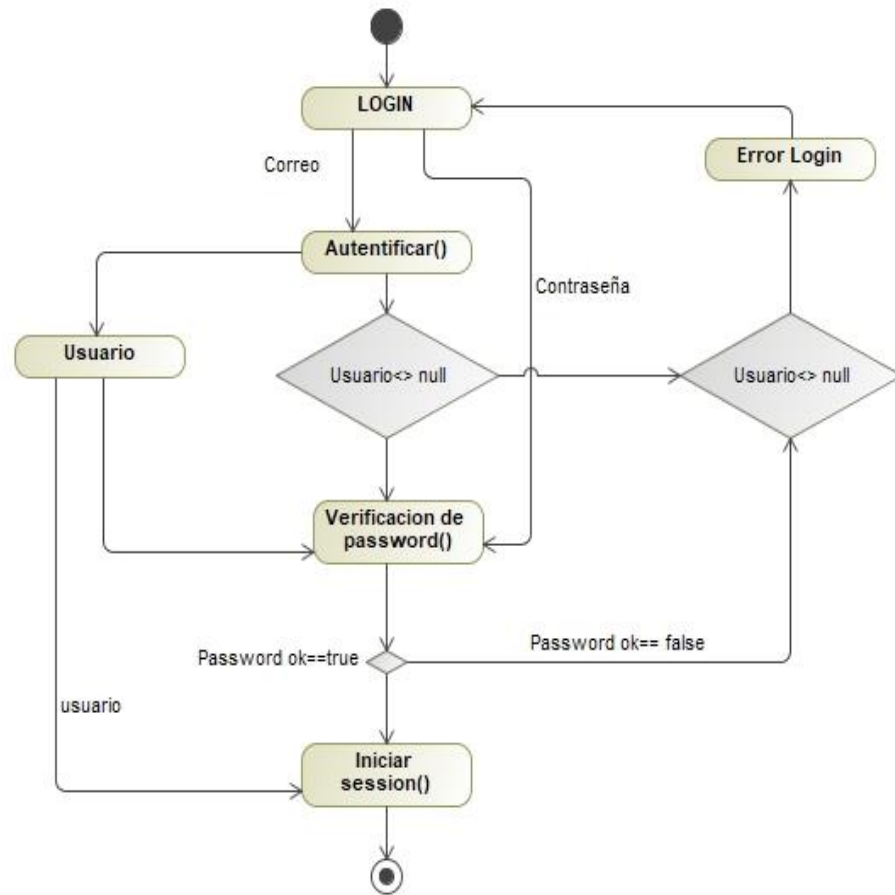 LOGIN
Error Login
Correo
Autentificar()
Contraseña
Usuario
Usuario<> null
Usuario<> null
Verificacion de
password()
Password ok==true
Password ok== false
usuario
Iniciar
session()